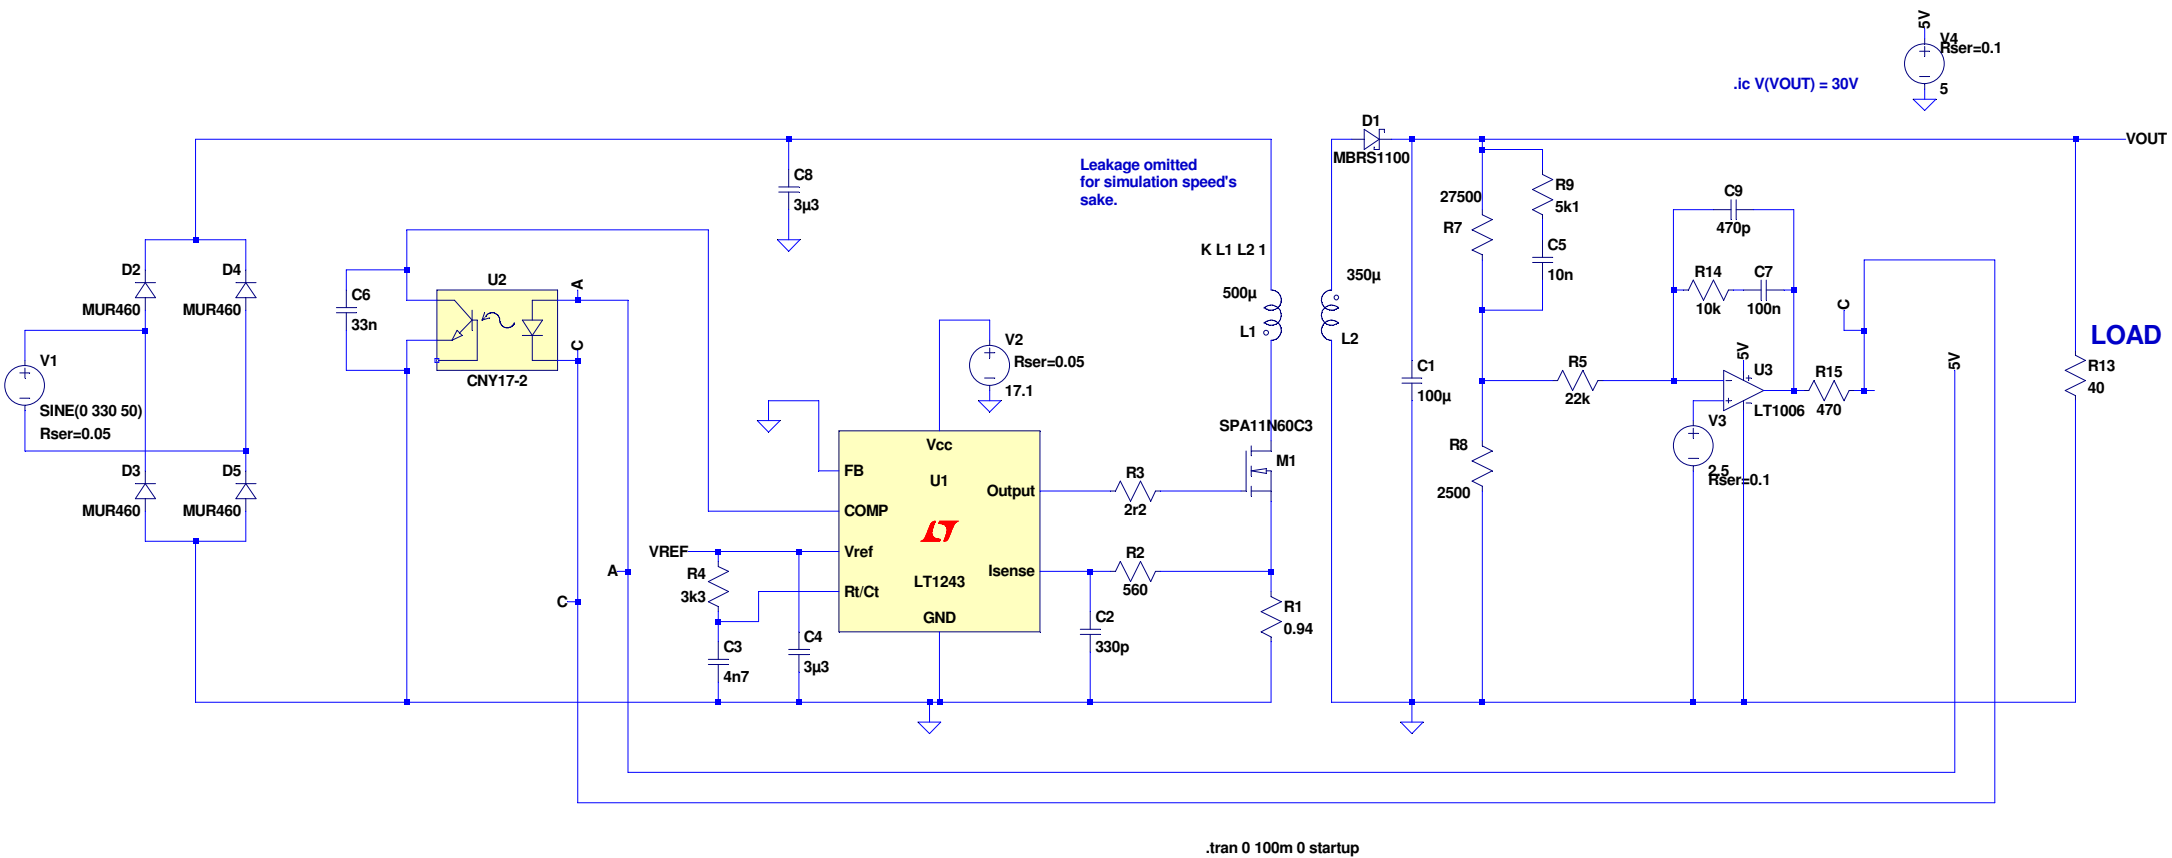 5V
V4
Rser=0.1
5
.ic V(VOUT) = 30V
D1
MBRS1100
VOUT
Leakage omitted
for simulation speed's
sake.
C8
3µ3
27500
R7
R9
5k1
C5
10n
C9
470p
R14
10k
C7
100n
K L1 L2 1
500µ
L1
350µ
L2
D2
MUR460
D4
MUR460
C6
33n
U2
A
C
CNY17-2
V1
SINE(0 330 50)
Rser=0.05
D3
MUR460
D5
MUR460
V2
Rser=0.05
17.1
C1
100µ
R5
22k
5V
U3
LT1006
R15
470
C
5V
LOAD
R13
40
V3
2.5
Rser=0.1
R8
2500
SPA11N60C3
M1
Vcc
FB
U1
Output
COMP
Vref
Isense
LT1243
Rt/Ct
GND
R3
2r2
R2
560
VREF
R4
3k3
A
C
C3
4n7
C4
3µ3
C2
330p
R1
0.94
.tran 0 100m 0 startup